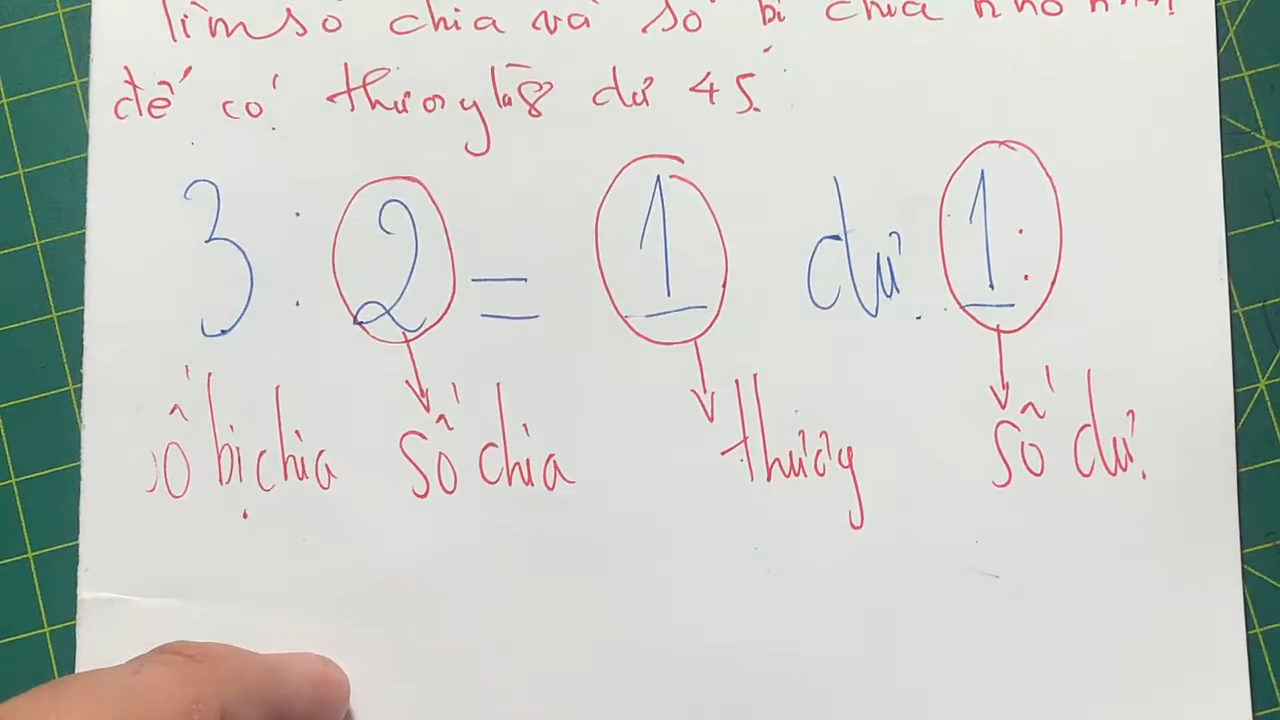 Tìm số chia và số bị chia nhỏ nhất
để có thương là 8 dư 45.
3 : 2 = 1 dư 1
số bị chia số chia thương số dư.